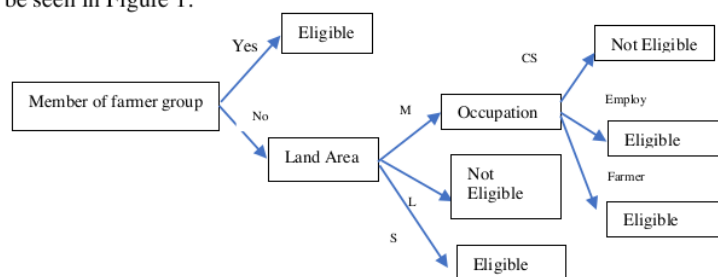 be seen in Figure 1.
Yes
Eligible
Not Eligible
CS
Member of farmer group
No
M
Occupation
Employ
Eligible
Land Area
Not
Eligible
Farmer
L
Eligible
S
Eligible